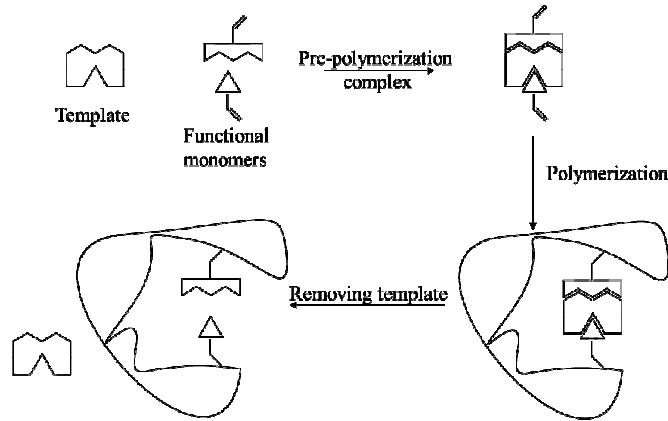 Template
Functional
monomers
Pre-polymerization
complex
Polymerization
Removing template